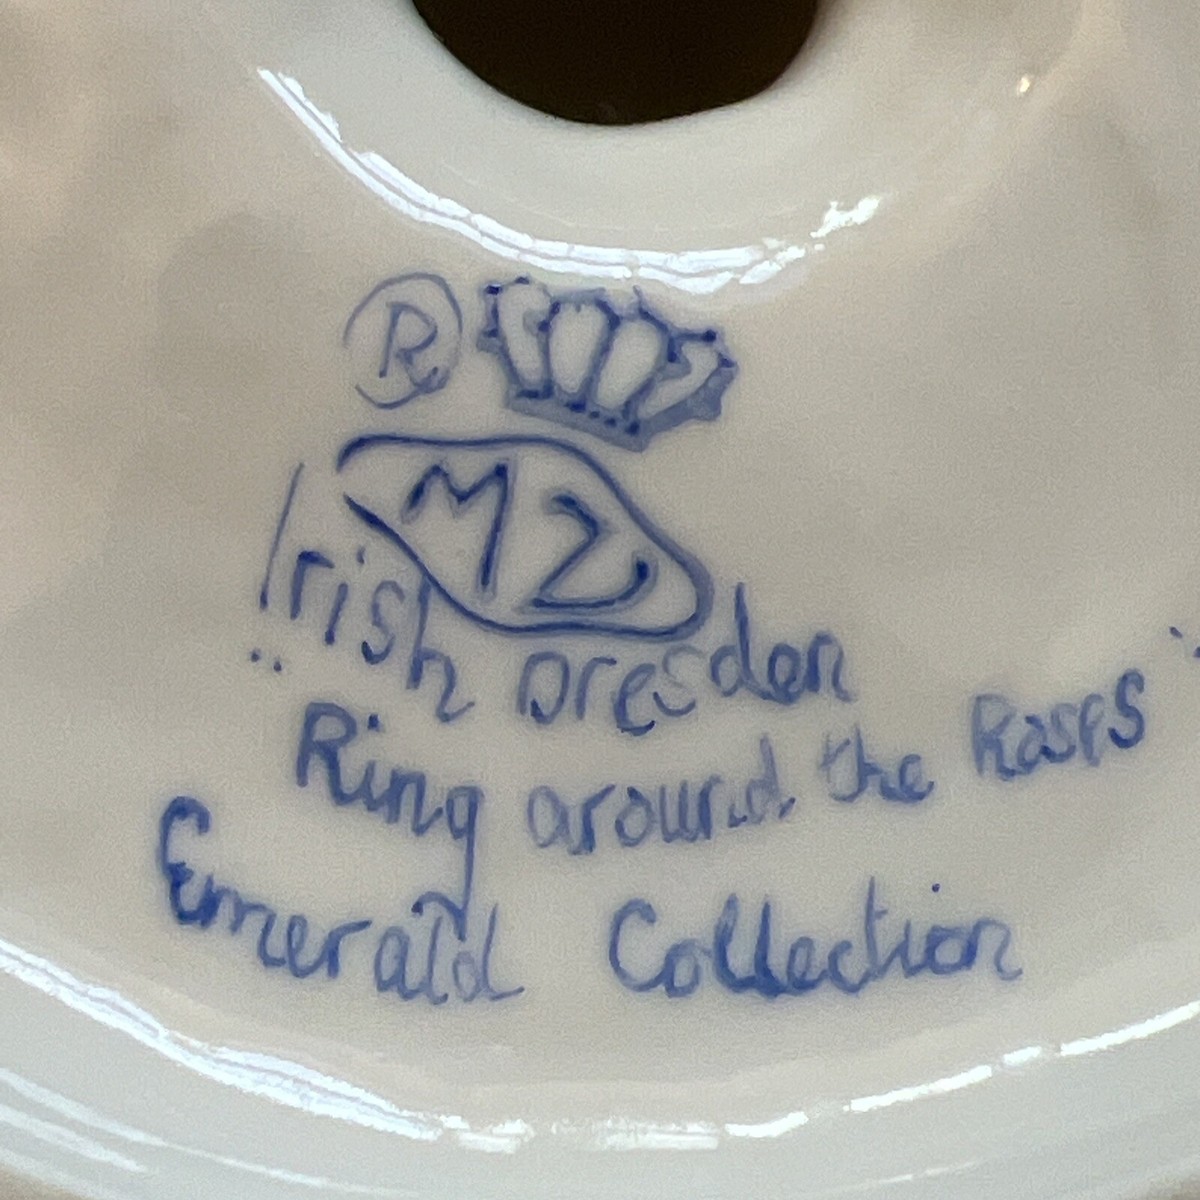 ®
MZ
Irish Dresden
"Ring around the Roses"
Emerald Collection